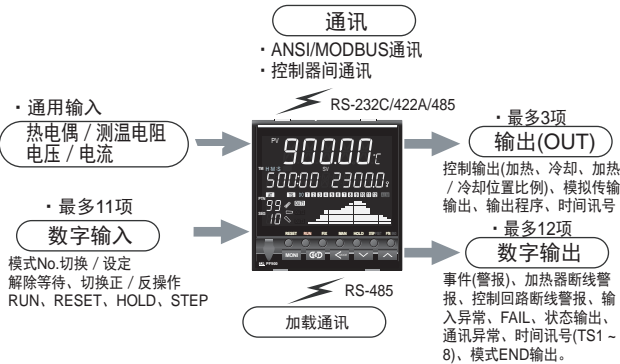 通讯
・ANSI/MODBUS通讯
・控制器间通讯
RS-232C/422A/485
・通用输入
热电偶 / 测温电阻
电压 / 电流
・最多11项
数字输入
模式No.切换 / 设定
解除等待、切换正 / 反操作
RUN、RESET、HOLD、STEP
PV
900.00 ℃
TM H M S
SV
500:00 2300.0
PTN
99
OUT
SEG
10
RESET RUN FIX MAN HOLD
MONI
RS-485
加载通讯
・最多3项
输出(OUT)
控制输出(加热、冷却、加热
/ 冷却位置比例)、模拟传输
输出、输出程序、时间讯号
・最多12项
数字输出
事件(警报)、加热器断线警
报、控制回路断线警报、输
入异常、FAIL、状态输出、
通讯异常、时间讯号(TS1 ~
8)、模式END输出。